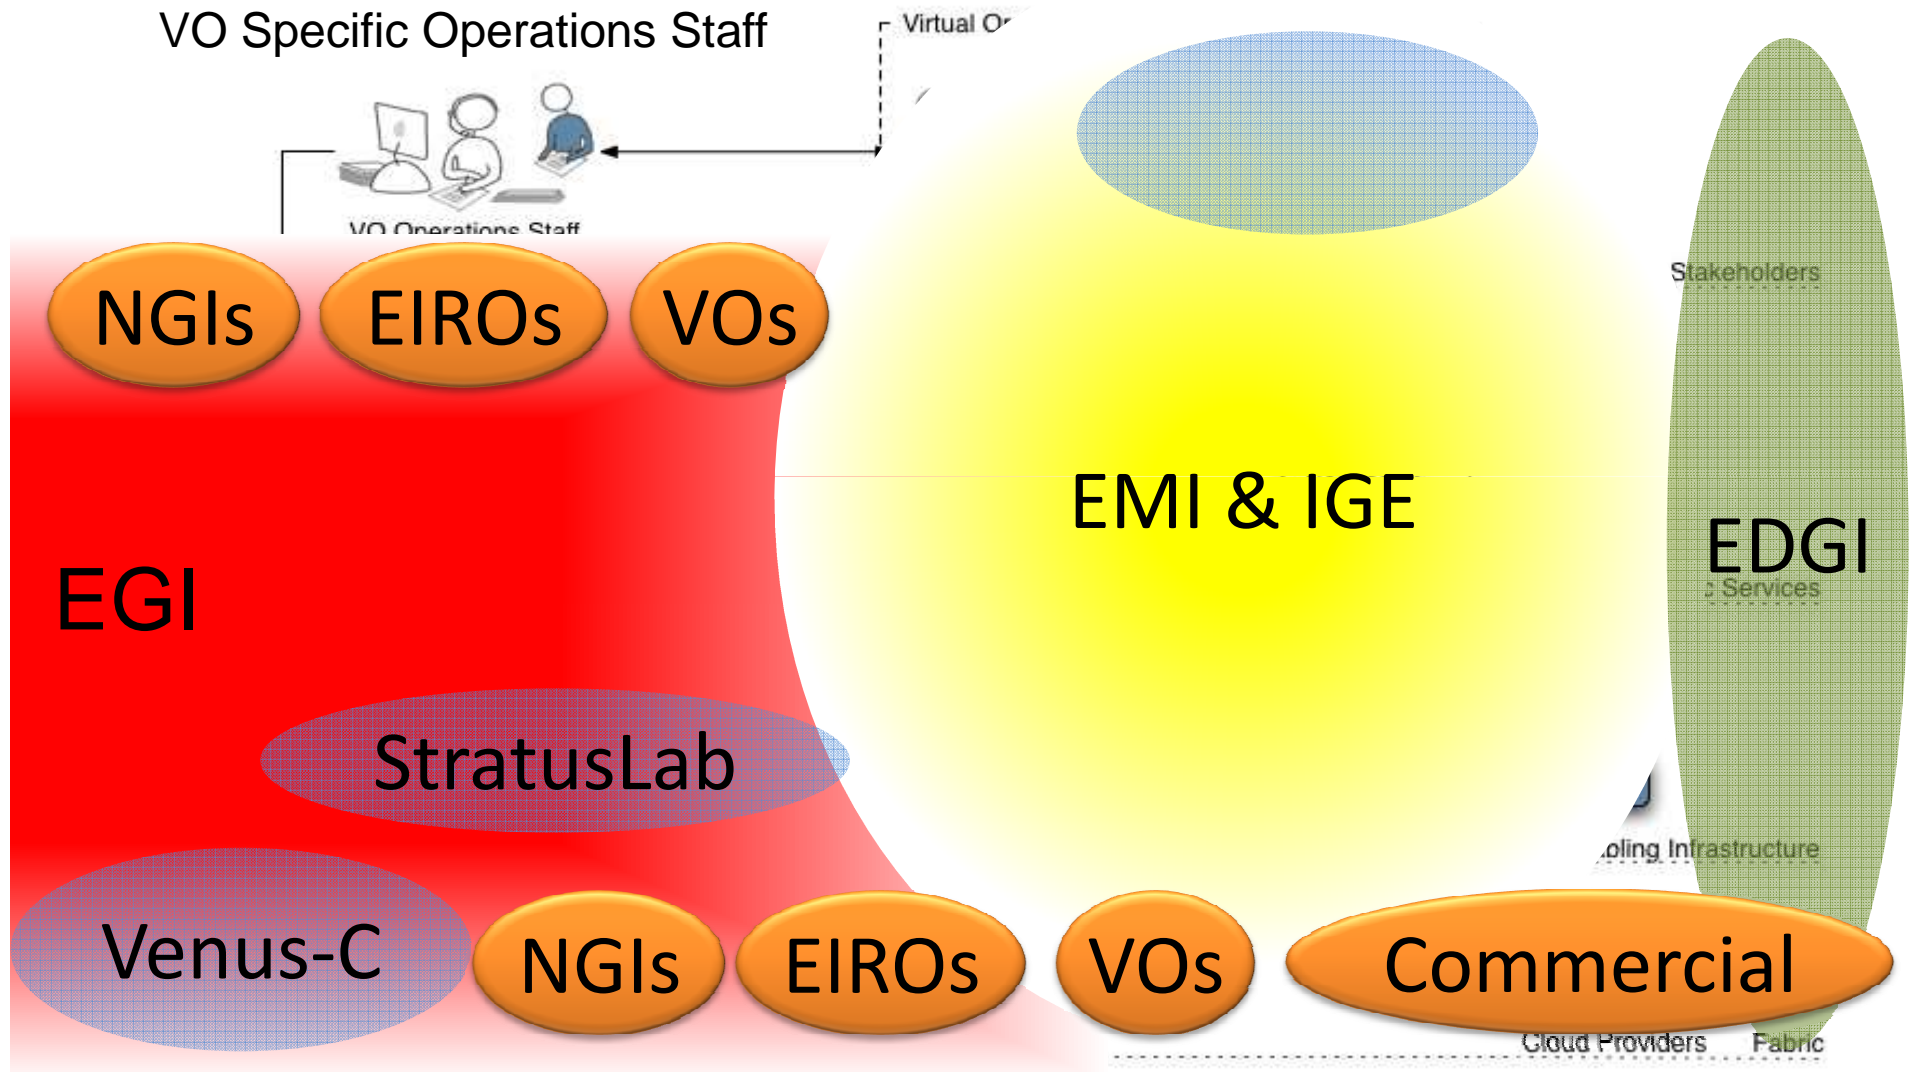 VO Specific Operations Staff
Virtual
VO Operations Staff
NGIs
EIROs
VOs
Stakeholders
EMI & IGE
EDGI
Services
EGI
StratusLab
Infrastructure
Venus-C
NGIs
EIROs
VOs
Commercial
Cloud Providers
Fabric